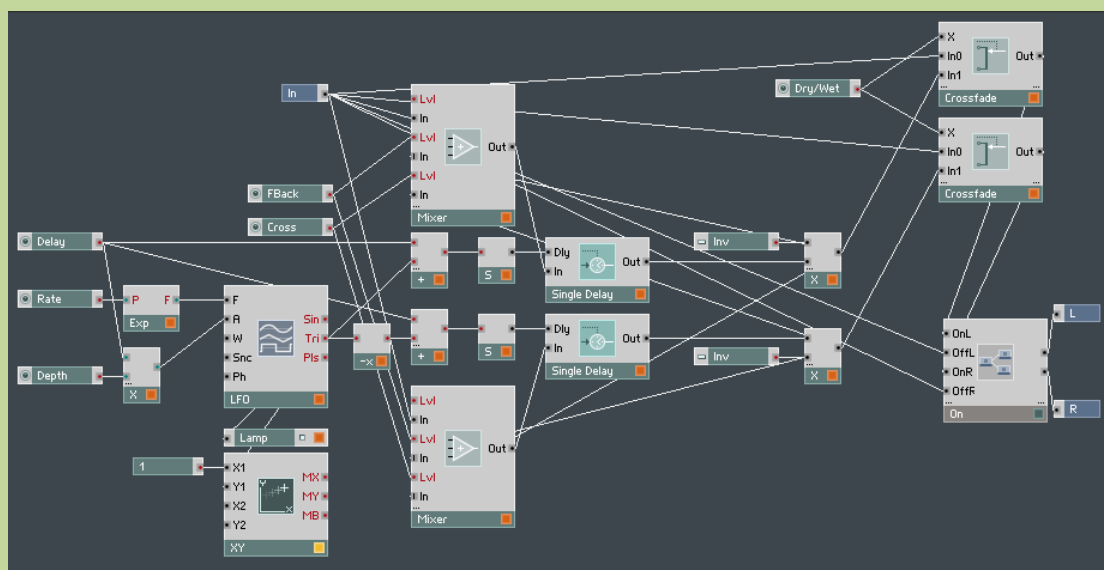 In
Lvl
In
Lvl
In
Lvl
In
...
Out
Mixer
Dry/Wet
X
In0
In1
...
Out
Crossfade
X
In0
In1
...
Out
Crossfade
FBack
Cross
Delay
Rate
Depth
P F
Exp
...
X
F
A
W
Snc
Ph
Sin
Tri
Pls
LFO
Lamp
1
X1
Y1
X2
Y2
MX
MY
MB
Y
X
XY
-x
...
+
S
Dly
In
Out
Single Delay
...
+
S
Dly
In
Out
Single Delay
Lvl
In
Lvl
In
Lvl
In
...
Out
Mixer
Inv
...
X
Inv
...
X
OnL
OffL
OnR
OffR
...
...
On
L
R